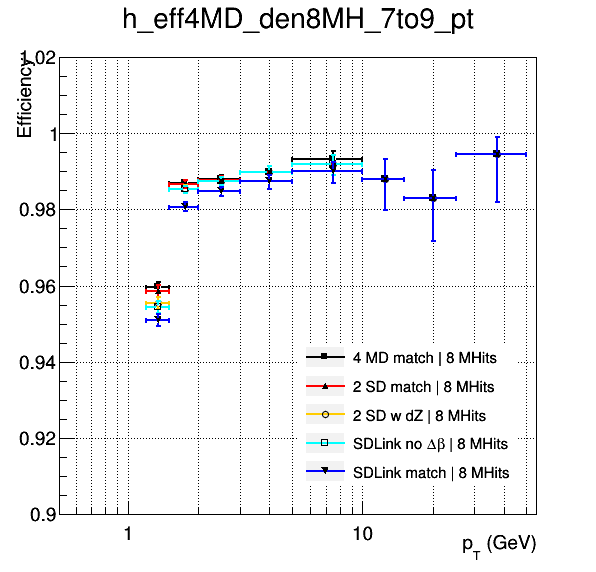 h_eff4MD_den8MH_7to9_pt
Efficiency
1.02
1
0.98
0.96
0.94
0.92
0.9
4 MD match | 8 MHits
2 SD match | 8 MHits
2 SD w dZ | 8 MHits
SDLink no Δβ | 8 MHits
SDLink match | 8 MHits
1
10
p_T (GeV)